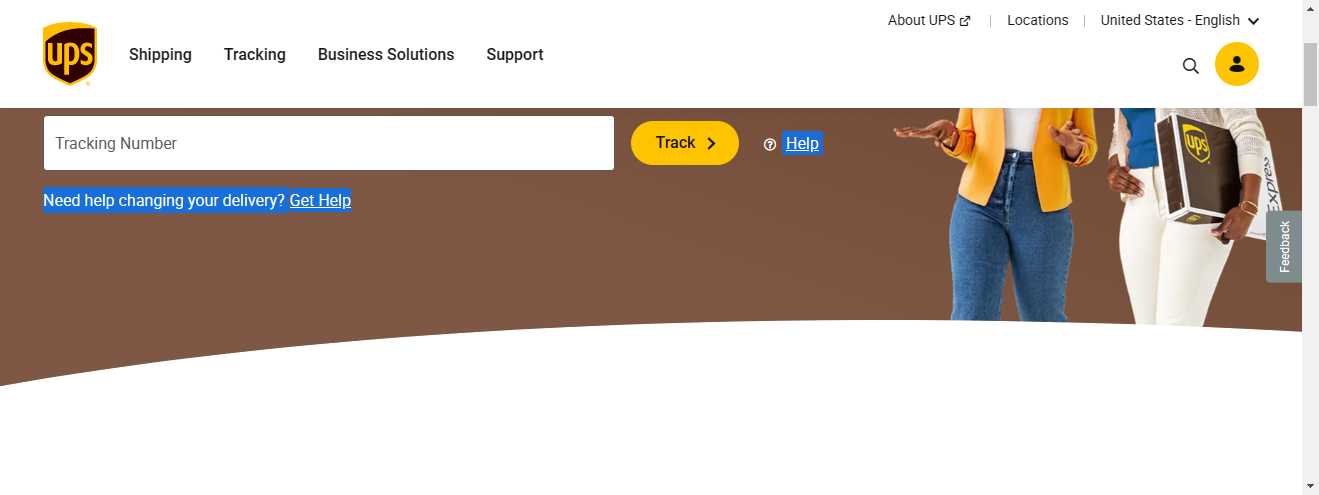 About UPS
Locations
United States - English
ups
Shipping
Tracking
Business Solutions
Support
Tracking Number
Track
Help
Need help changing your delivery? Get Help
ups
Express
Feedback